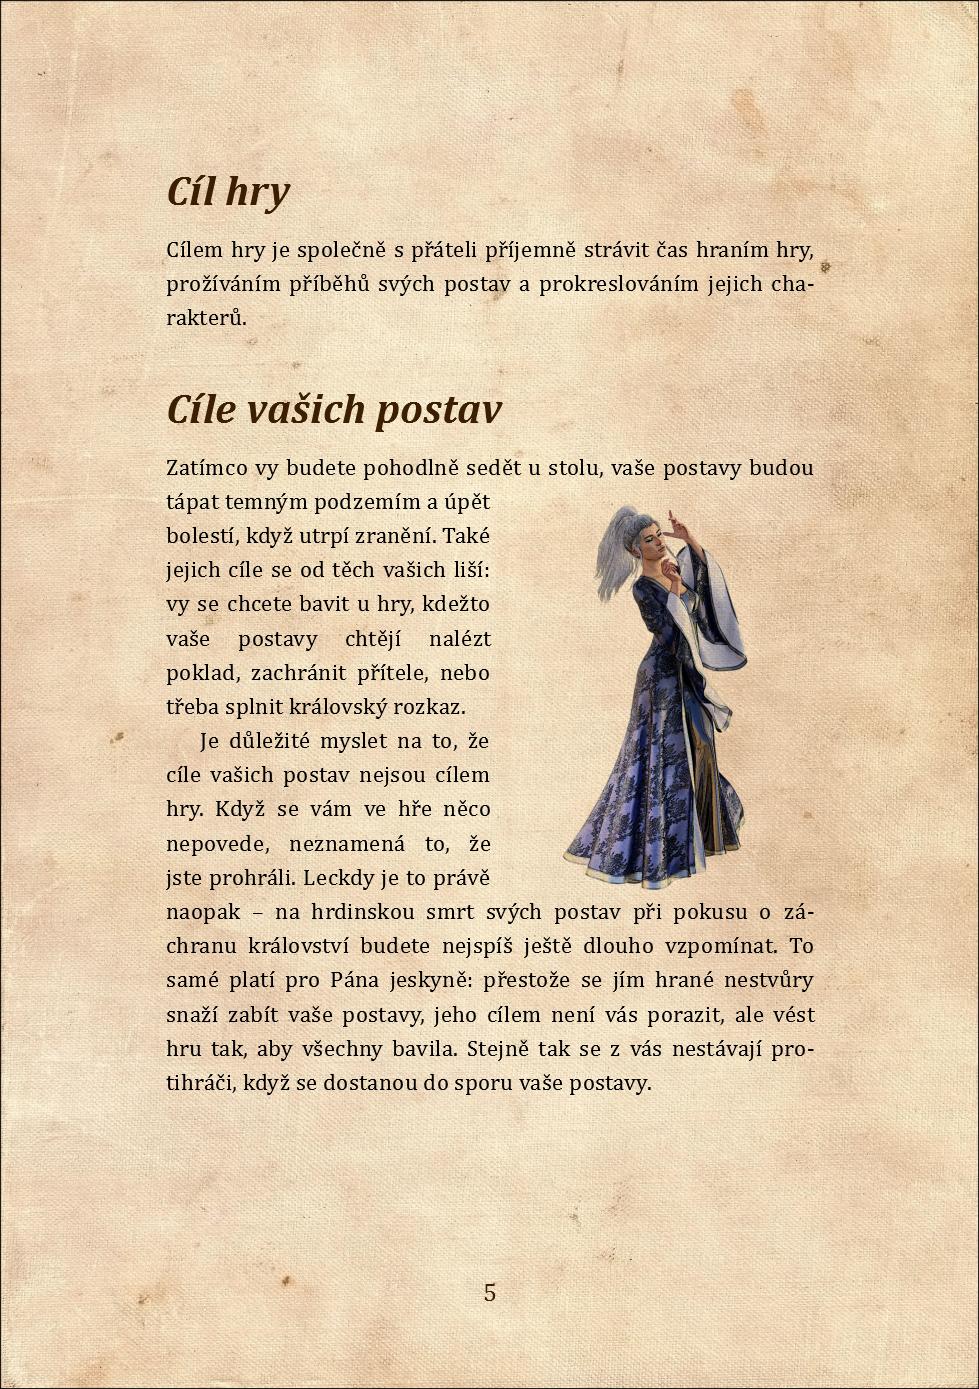 Cíl hry
Cílem hry je společně s přáteli příjemně strávit čas hraním hry,
prožíváním příběhů svých postav a prokreslováním jejich cha-
rakterů.
Cíle vašich postav
Zatímco vy budete pohodlně sedět u stolu, vaše postavy budou
tápat temným podzemím a úpět
bolestí, když utrpí zranění. Také
jejich cíle se od těch vašich liší:
vy se chcete bavit u hry, kdežto
vaše postavy chtějí nalézt
poklad, zachránit přítele, nebo
třeba splnit královský rozkaz.
Je důležité myslet na to, že
cíle vašich postav nejsou cílem
hry. Když se vám ve hře něco
nepovede, neznamená to, že
jste prohráli. Leckdy je to právě
naopak – na hrdinskou smrt svých postav při pokusu o zá-
chranu království budete nejspíš ještě dlouho vzpomínat. To
samé platí pro Pána jeskyně: přestože se jím hrané nestvůry
snaží zabít vaše postavy, jeho cílem není vás porazit, ale vést
hru tak, aby všechny bavila. Stejně tak se z vás nestávají pro-
tihráči, když se dostanou do sporu vaše postavy.
5